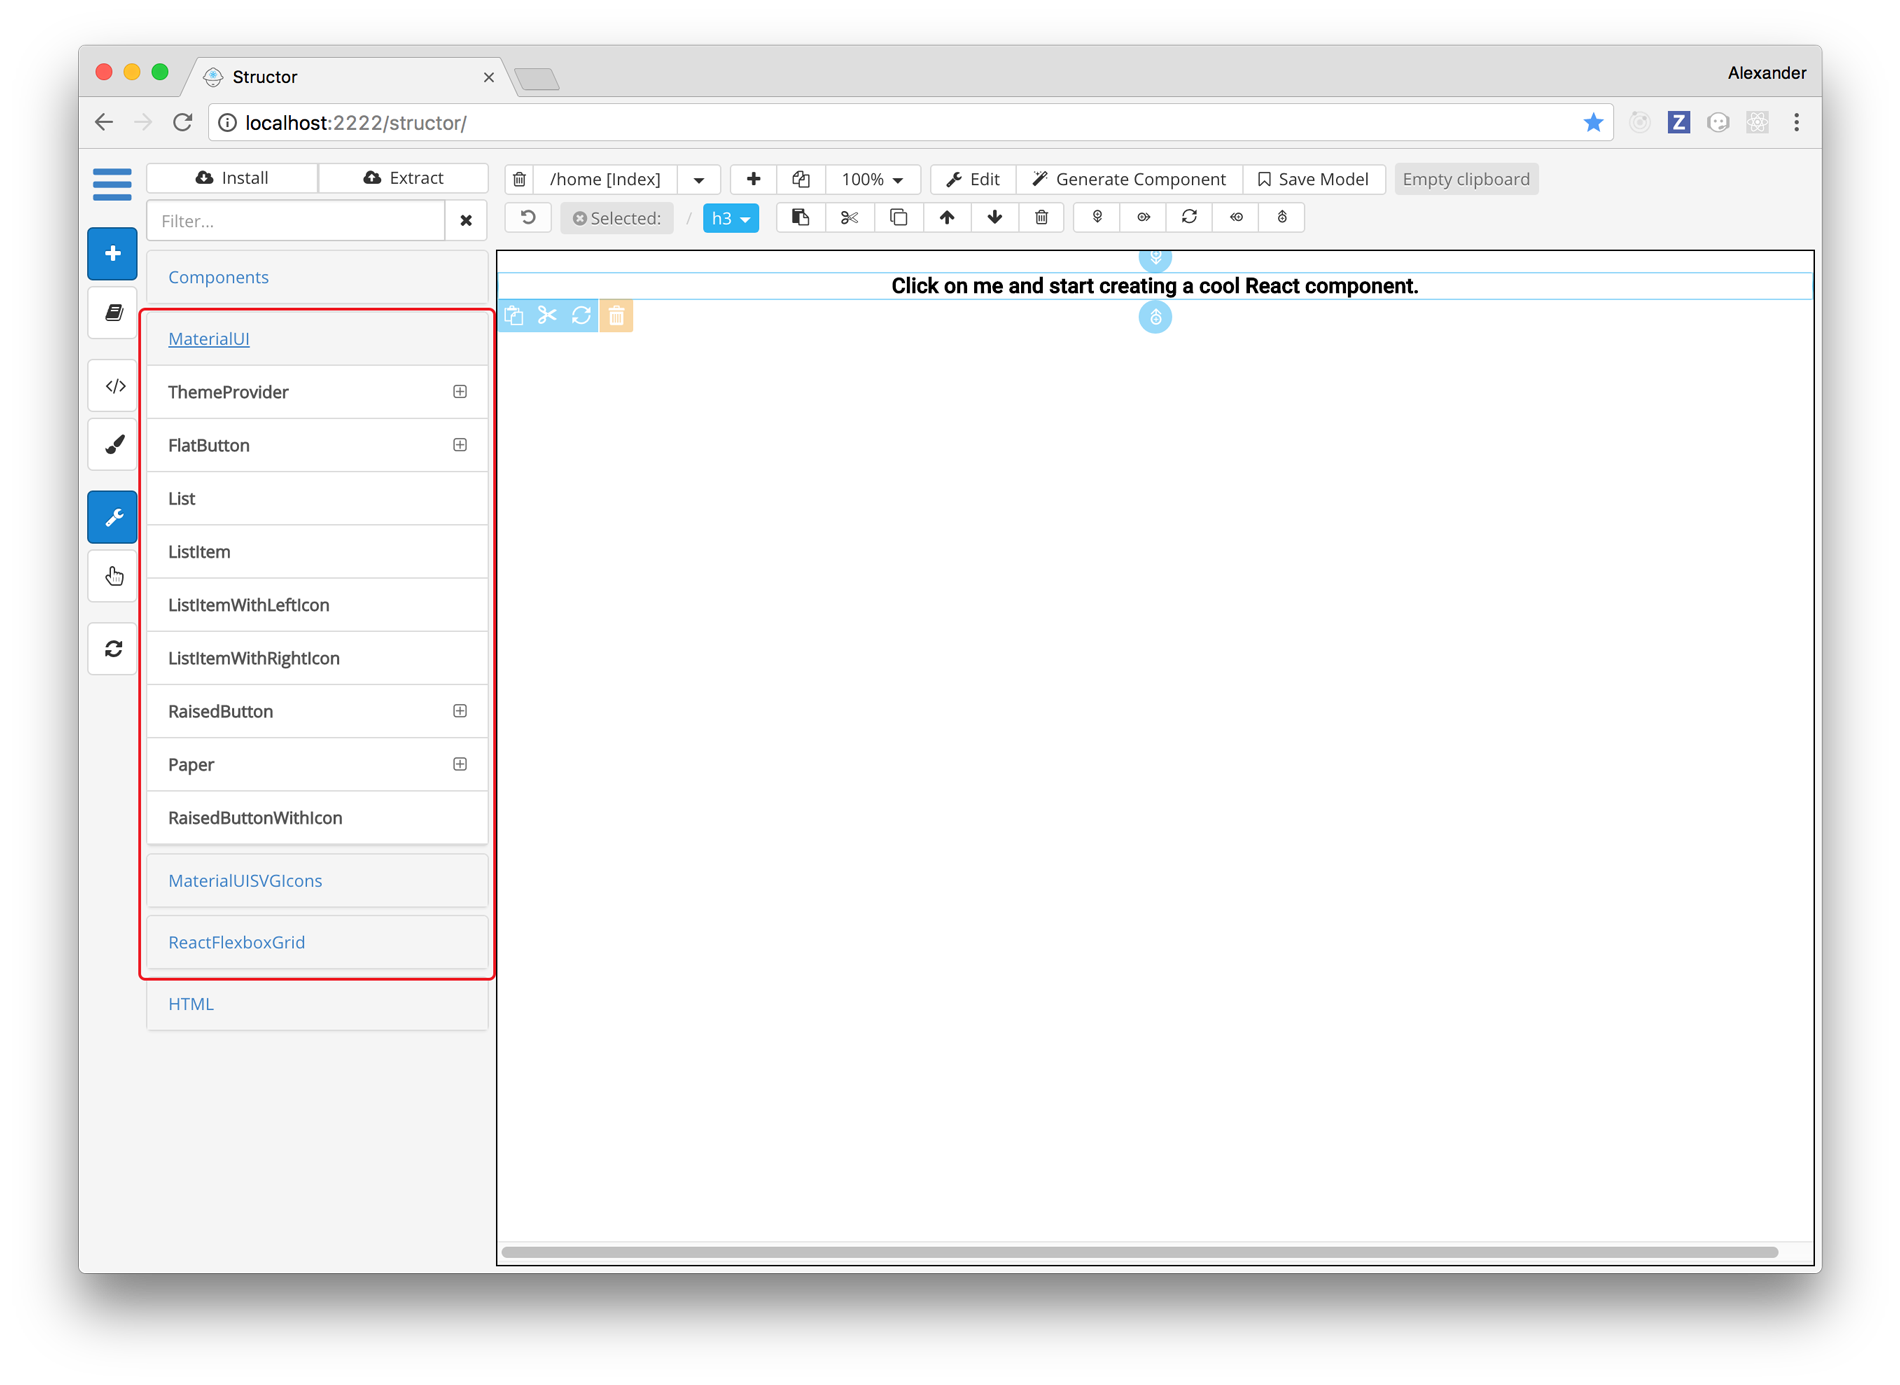 Structor
Alexander
localhost:2222/structor/
Z
Install Extract
/home [Index] 100% Edit Generate Component Save Model Empty clipboard
Filter...
Selected: / h3
Components
Click on me and start creating a cool React component.
MaterialUI
ThemeProvider
FlatButton
List
ListItem
ListItemWithLeftIcon
ListItemWithRightIcon
RaisedButton
Paper
RaisedButtonWithIcon
MaterialUISVGIcons
ReactFlexboxGrid
HTML